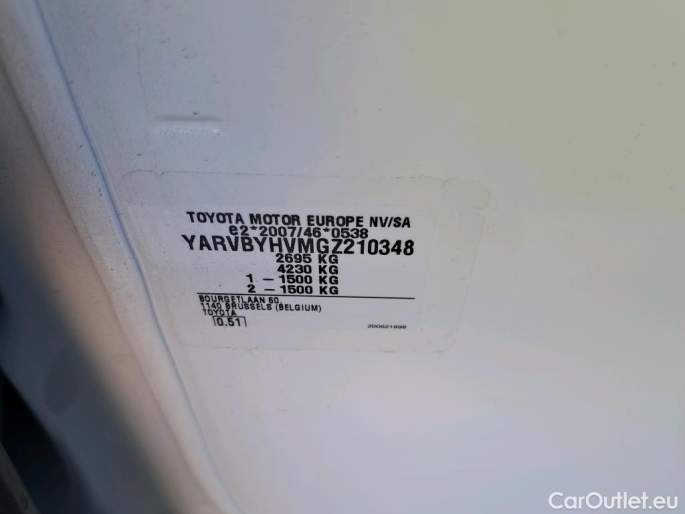 TOYOTA MOTOR EUROPE NV/SA
e2*2007/46*0538
YARVBYHVMGZ210348
2695 KG
4230 KG
1 - 1500 KG
2 - 1500 KG
BOURGETLAAN 60
1140 BRUSSELS (BELGIUM)
TOYOTA
0.51
CarOutlet.eu